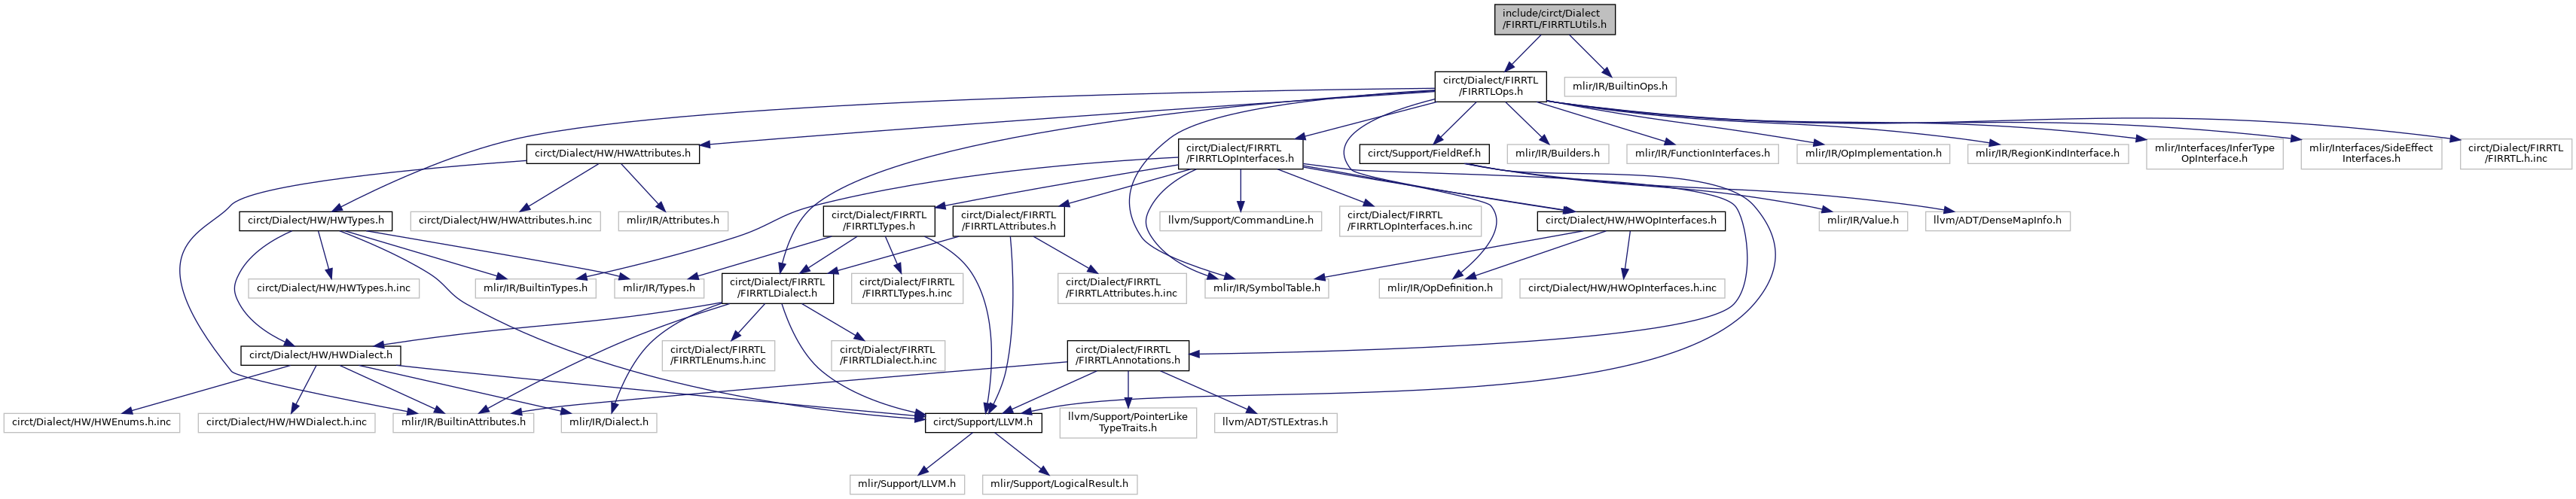 include/circt/Dialect
/FIRRTL/FIRRTLUtils.h
circt/Dialect/FIRRTL
/FIRRTLOps.h
mlir/IR/BuiltinOps.h
circt/Dialect/HW/HWAttributes.h
circt/Dialect/FIRRTL
/FIRRTLOpInterfaces.h
circt/Support/FieldRef.h
mlir/IR/Builders.h
mlir/IR/FunctionInterfaces.h
mlir/IR/OpImplementation.h
mlir/IR/RegionKindInterface.h
mlir/Interfaces/InferType
OpInterface.h
mlir/Interfaces/SideEffect
Interfaces.h
circt/Dialect/FIRRTL
/FIRRTL.h.inc
circt/Dialect/HW/HWTypes.h
circt/Dialect/HW/HWAttributes.h.inc
mlir/IR/Attributes.h
circt/Dialect/FIRRTL
/FIRRTLTypes.h
circt/Dialect/FIRRTL
/FIRRTLAttributes.h
llvm/Support/CommandLine.h
circt/Dialect/FIRRTL
/FIRRTLOpInterfaces.h.inc
circt/Dialect/HW/HWOpInterfaces.h
mlir/IR/Value.h
llvm/ADT/DenseMapInfo.h
circt/Dialect/HW/HWTypes.h.inc
mlir/IR/BuiltinTypes.h
mlir/IR/Types.h
circt/Dialect/FIRRTL
/FIRRTLDialect.h
circt/Dialect/FIRRTL
/FIRRTLTypes.h.inc
circt/Dialect/FIRRTL
/FIRRTLAttributes.h.inc
mlir/IR/SymbolTable.h
mlir/IR/OpDefinition.h
circt/Dialect/HW/HWOpInterfaces.h.inc
circt/Dialect/HW/HWDialect.h
circt/Dialect/FIRRTL
/FIRRTLEnums.h.inc
circt/Dialect/FIRRTL
/FIRRTLDialect.h.inc
circt/Dialect/FIRRTL
/FIRRTLAnnotations.h
circt/Dialect/HW/HWEnums.h.inc
circt/Dialect/HW/HWDialect.h.inc
mlir/IR/BuiltinAttributes.h
mlir/IR/Dialect.h
circt/Support/LLVM.h
llvm/Support/PointerLike
TypeTraits.h
llvm/ADT/STLExtras.h
mlir/Support/LLVM.h
mlir/Support/LogicalResult.h